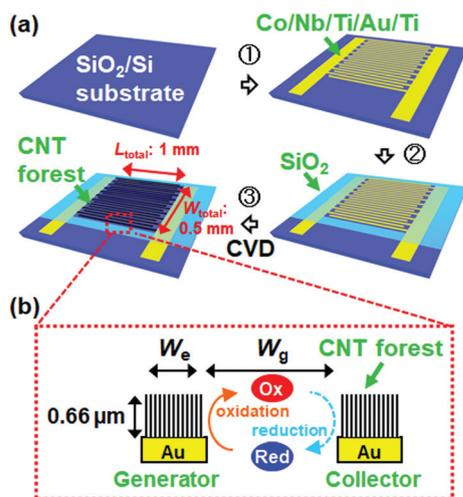 (a)
Co/Nb/Ti/Au/Ti
①
SiO2/Si
substrate
②
CNT
forest
Ltotal: 1 mm
Wtotal:
0.5 mm
③
CVD
SiO2
(b)
We
Wg
CNT forest
0.66 μm
Ox
oxidation
reduction
Red
Au
Au
Generator
Collector